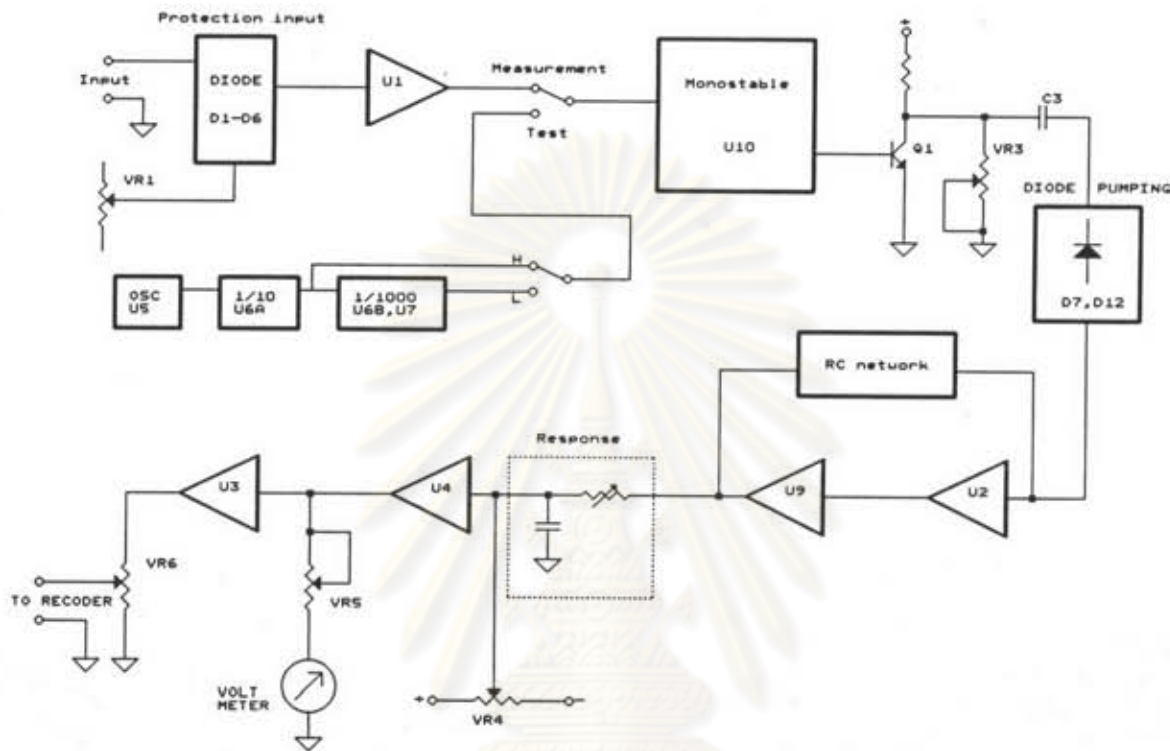 Protection input
Input
DIODE
D1-D6
VR1
U1
Measurement
Test
Monostable
U10
+
Q1
VR3
C3
DIODE PUMPING
D7,D12
OSC
U5
1/10
U6A
1/1000
U6B,U7
H
L
RC network
Response
U3
U4
U9
U2
VR6
TO RECODER
VR5
VOLT
METER
+
-
VR4